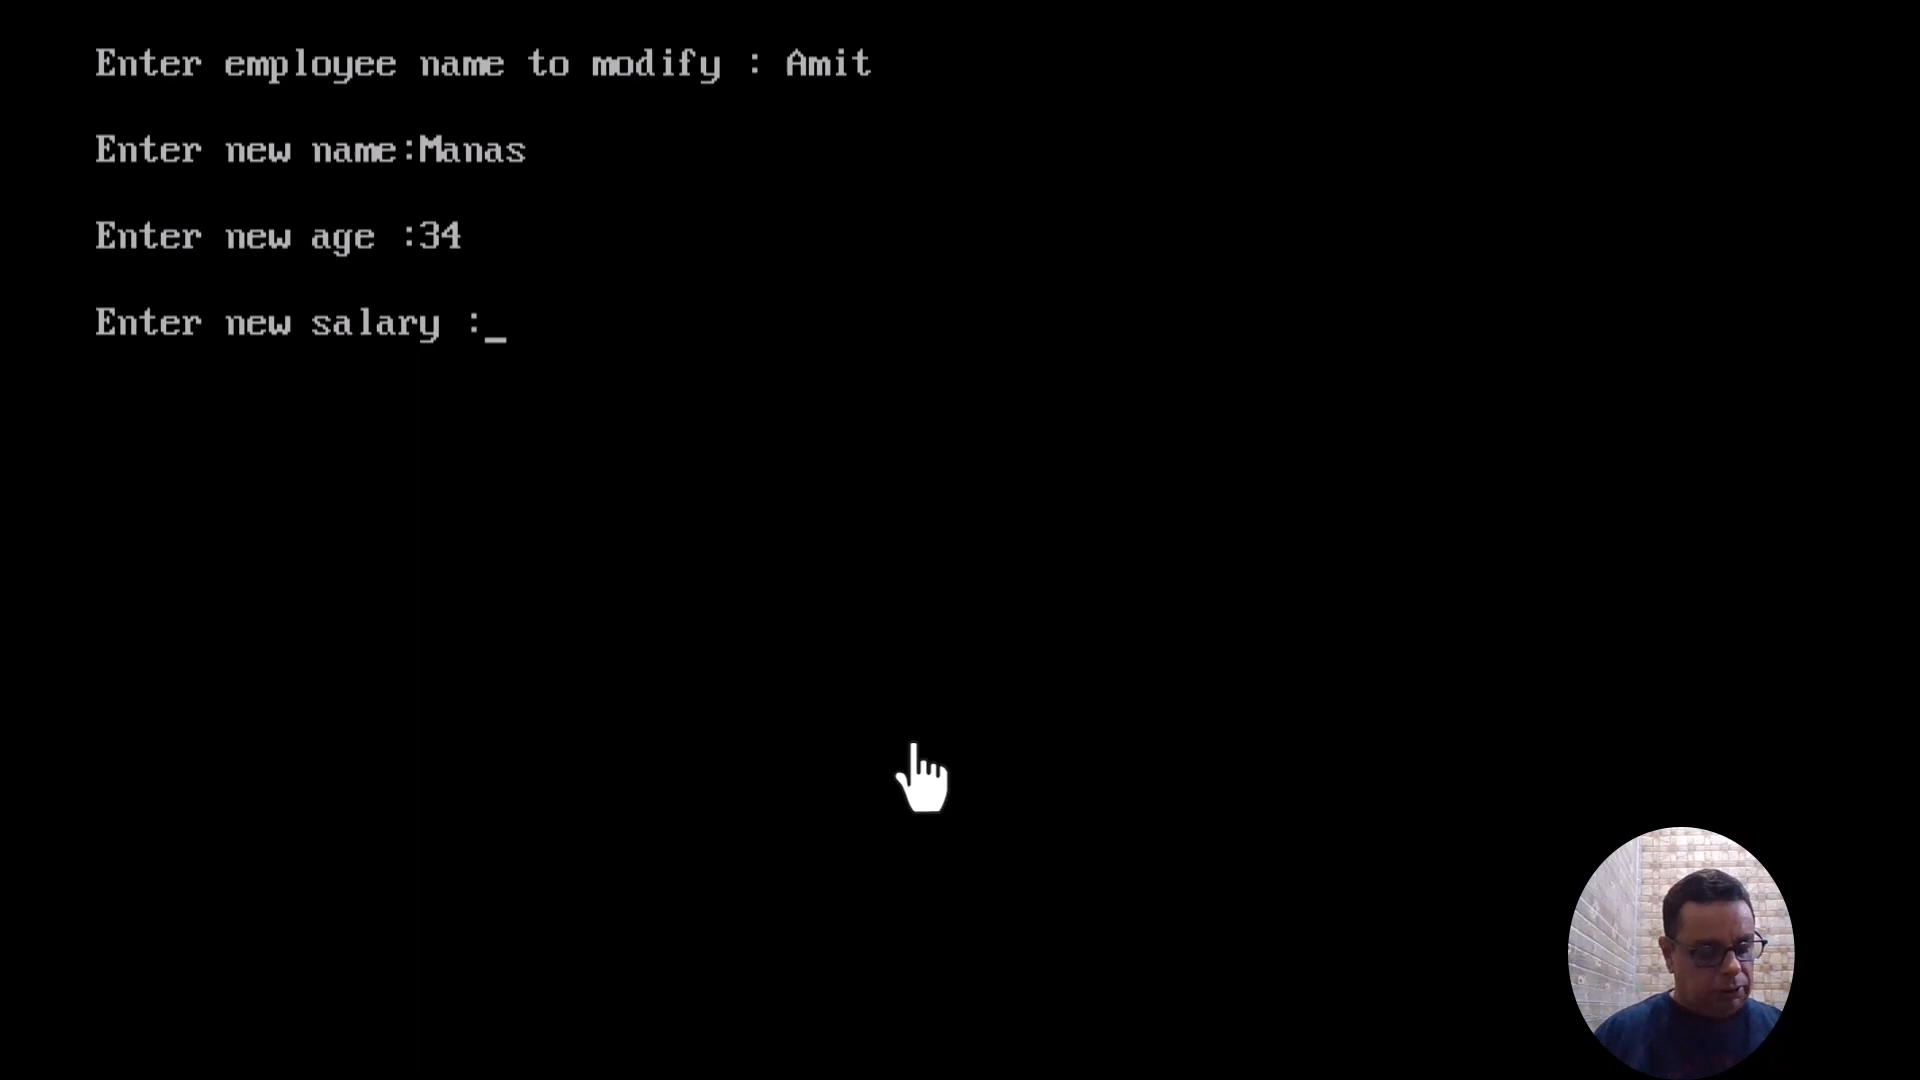 Enter employee name to modify : Amit
Enter new name:Manas
Enter new age :34
Enter new salary :_